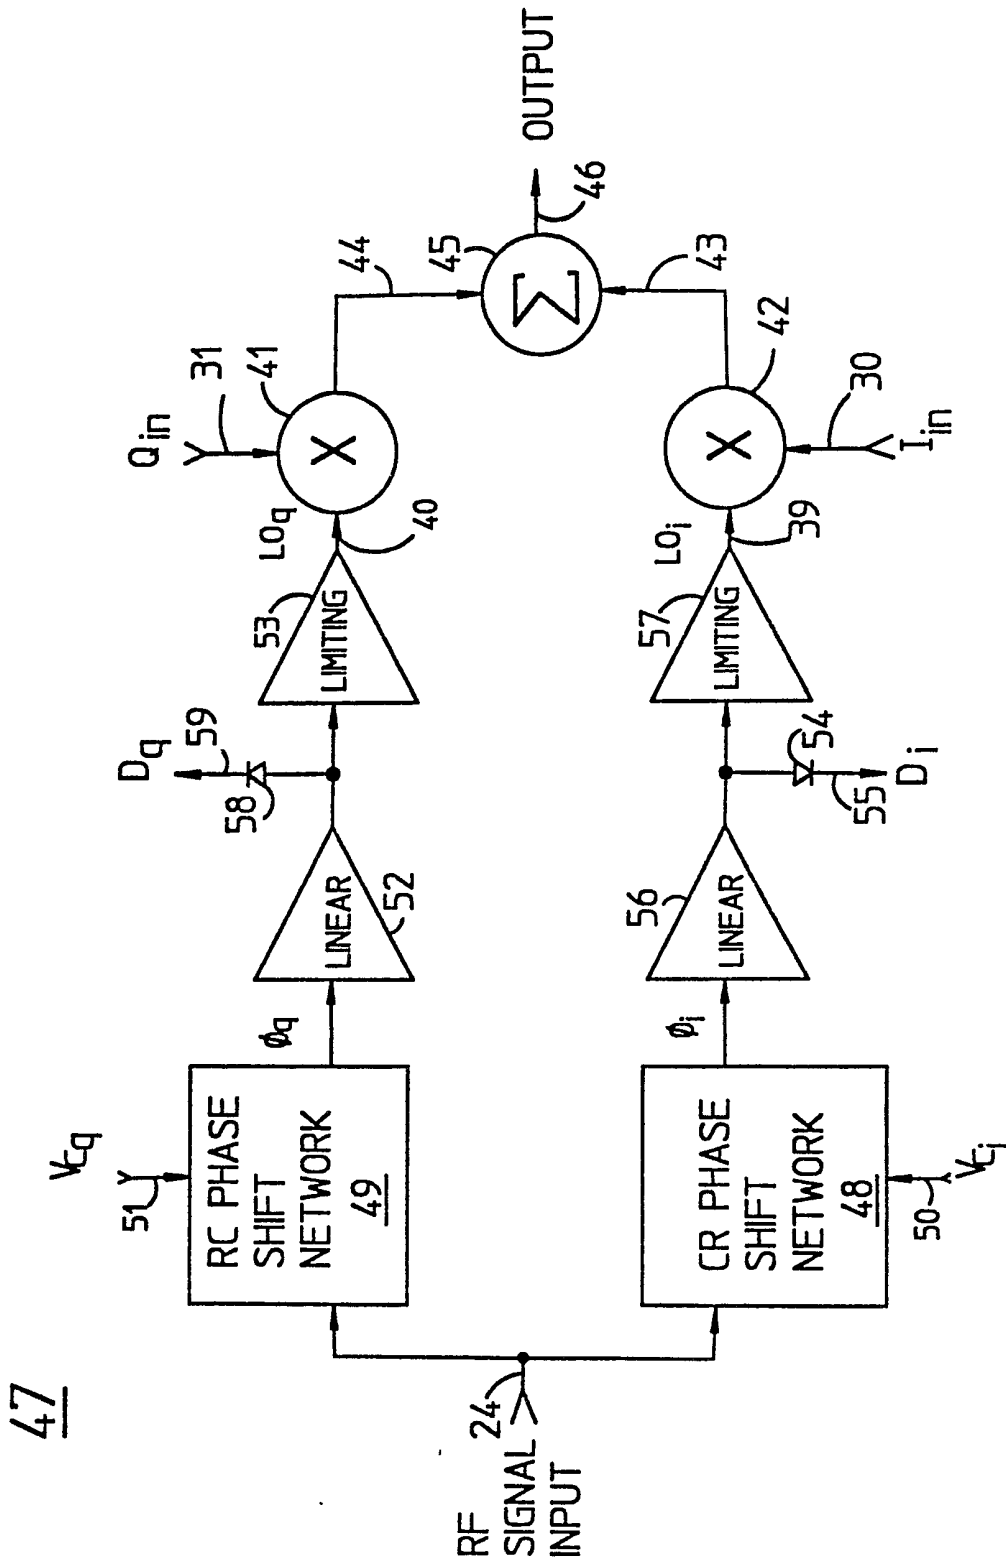 47
RF
SIGNAL
INPUT
24
V_Cq
51
RC PHASE
SHIFT
NETWORK
49
ϕq
LINEAR
52
D_q
59
58
LIMITING
53
LO_q
40
Q_in
31
41
X
44
45
Σ
46
OUTPUT
CR PHASE
SHIFT
NETWORK
48
50
V_Ci
ϕi
LINEAR
56
54
55
D_i
LIMITING
57
LO_i
39
X
42
30
I_in
43